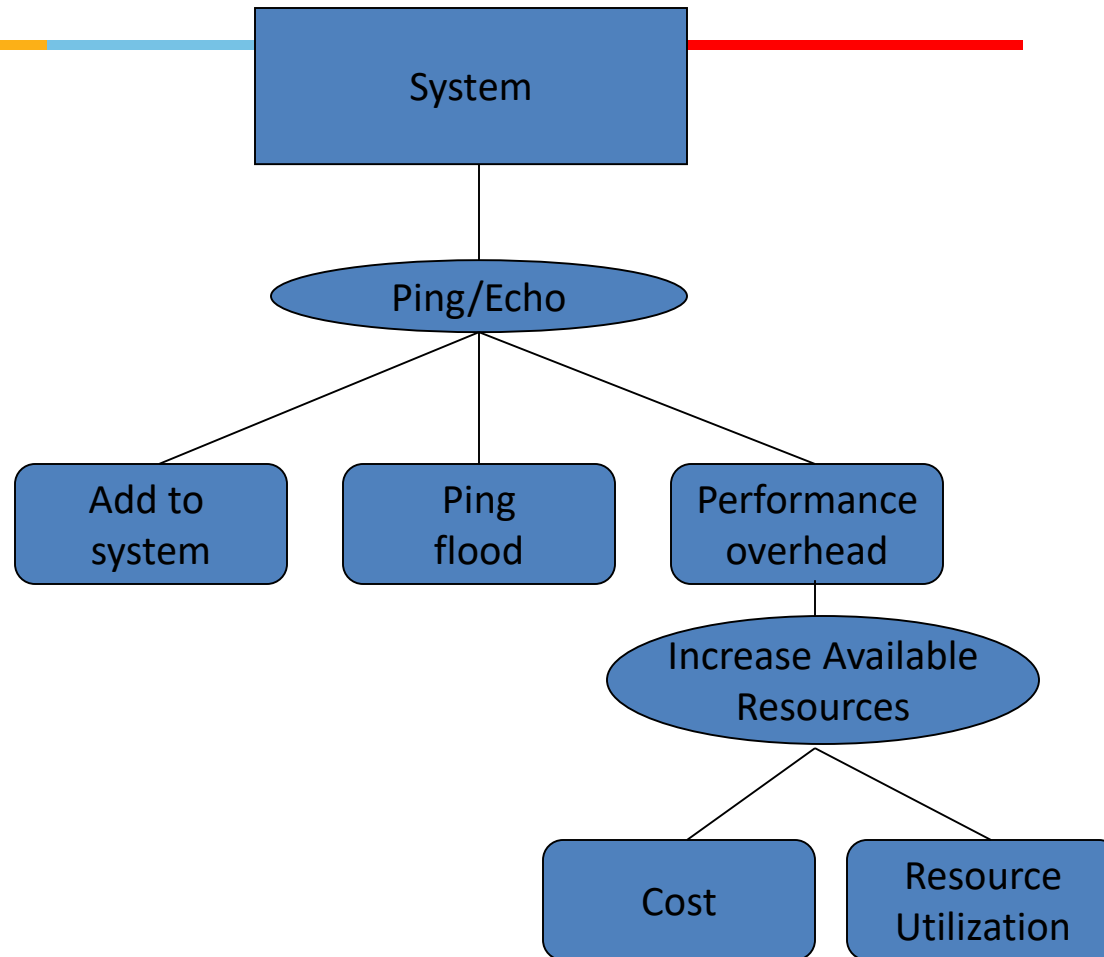 System
Ping/Echo
Add to
system
Ping
flood
Performance
overhead
Increase Available
Resources
Cost
Resource
Utilization